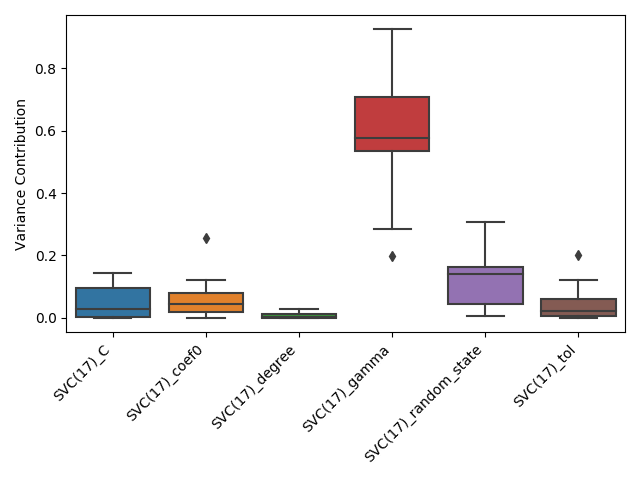 Variance Contribution
0.8
0.6
0.4
0.2
0.0
SVC(17)_C
SVC(17)_coef0
SVC(17)_degree
SVC(17)_gamma
SVC(17)_random_state
SVC(17)_tol